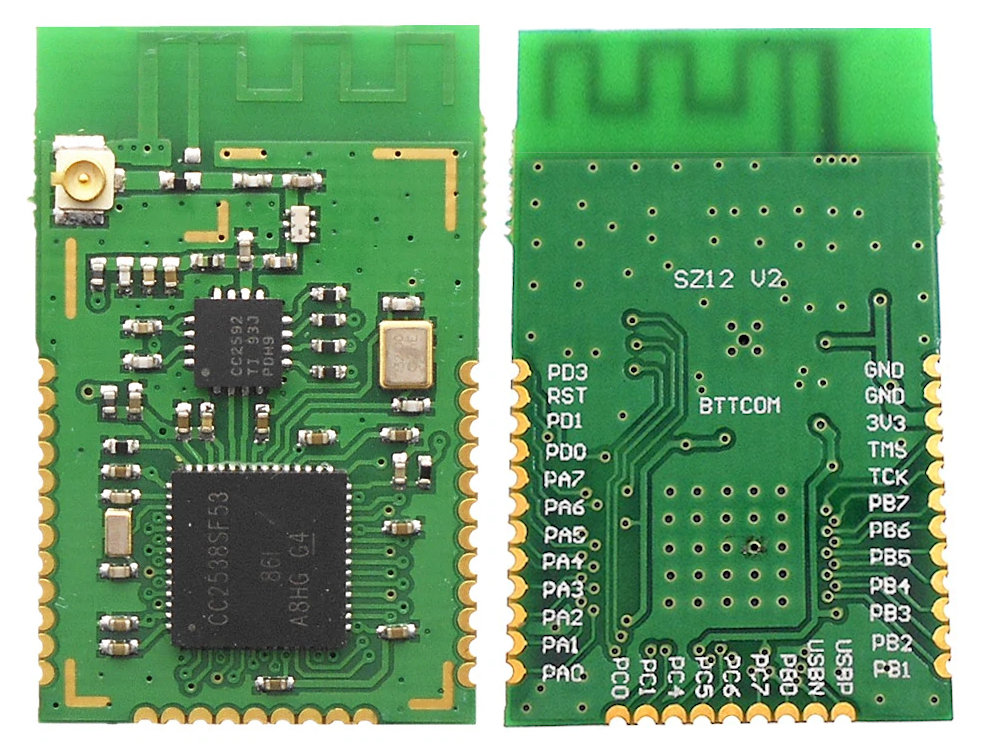 CC2592
TI 93J
PDH9
CC2538SF53
86I
A8HG G4
SZ12 V2
BTTCOM
PD3
RST
PD1
PD0
PA7
PA6
PA5
PA4
PA3
PA2
PA1
PA0
GND
GND
3V3
TMS
TCK
PB7
PB6
PB5
PB4
PB3
PB2
PB1
PC0
PC1
PC4
PC5
PC6
PC7
PB0
USBN
USBP